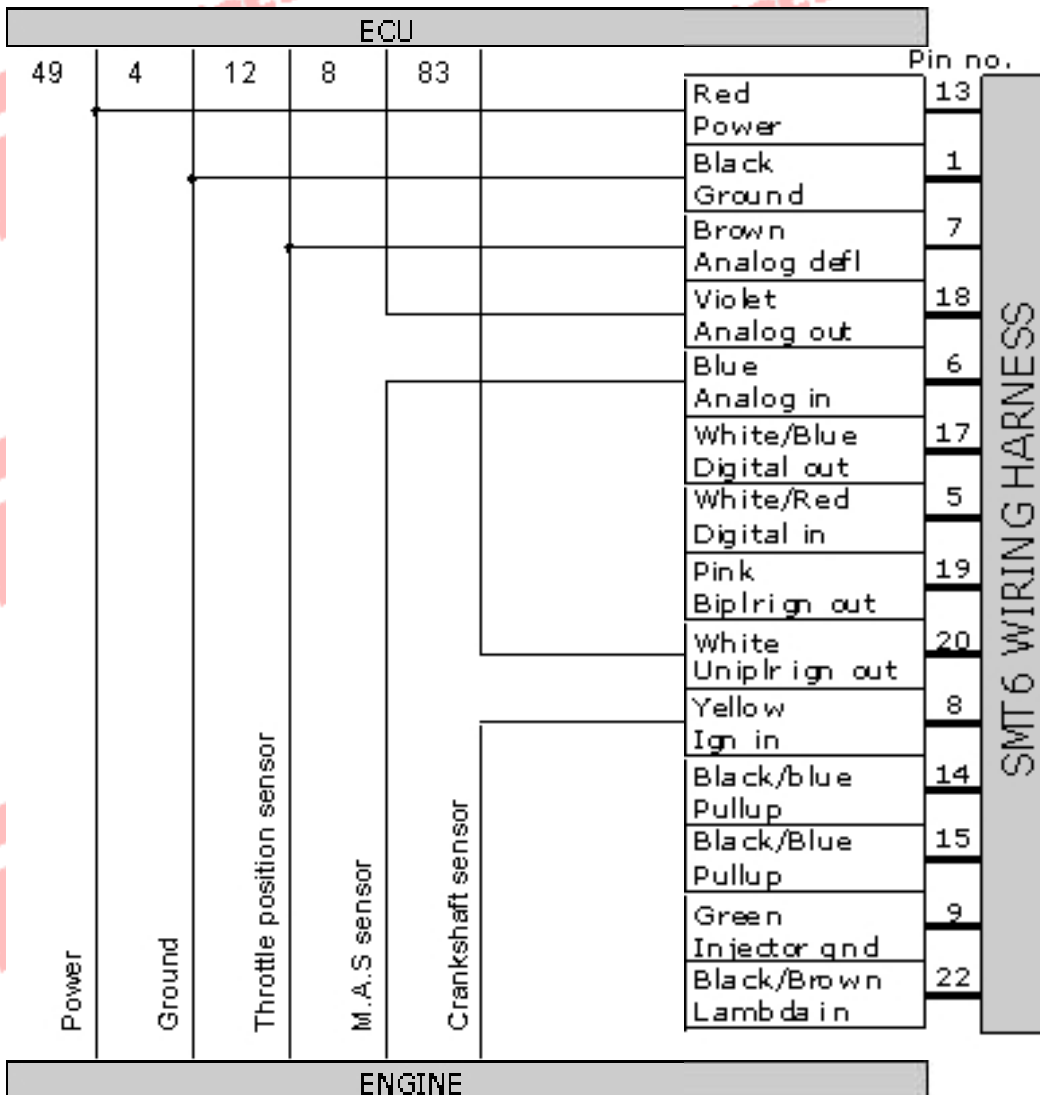 ECU
49 4 12 8 83
Pin no.
Red 13
Power
Black 1
Ground
Brown 7
Analog defl
Violet 18
Analog out
Blue 6
Analog in
White/Blue 17
Digital out
White/Red 5
Digital in
Pink 19
Biplrign out
White 20
Uniplr ign out
Yellow 8
Ign in
Black/blue 14
Pullup
Black/Blue 15
Pullup
Green 9
Injector gnd
Black/Brown 22
Lambda in
SMT6 WIRING HARNESS
Power
Ground
Throttle position sensor
M.A.S sensor
Crankshaft sensor
ENGINE